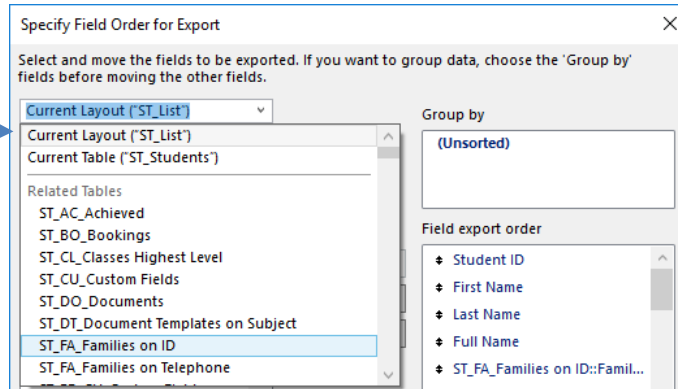 Specify Field Order for Export
Select and move the fields to be exported. If you want to group data, choose the 'Group by'
fields before moving the other fields.
Current Layout ("ST_List")
Current Layout ("ST_List")
Current Table ("ST_Students")
Related Tables
ST_AC_Achieved
ST_BO_Bookings
ST_CL_Classes Highest Level
ST_CU_Custom Fields
ST_DO_Documents
ST_DT_Document Templates on Subject
ST_FA_Families on ID
ST_FA_Families on Telephone
Group by
(Unsorted)
Field export order
Student ID
First Name
Last Name
Full Name
ST_FA_Families on ID::Famil...